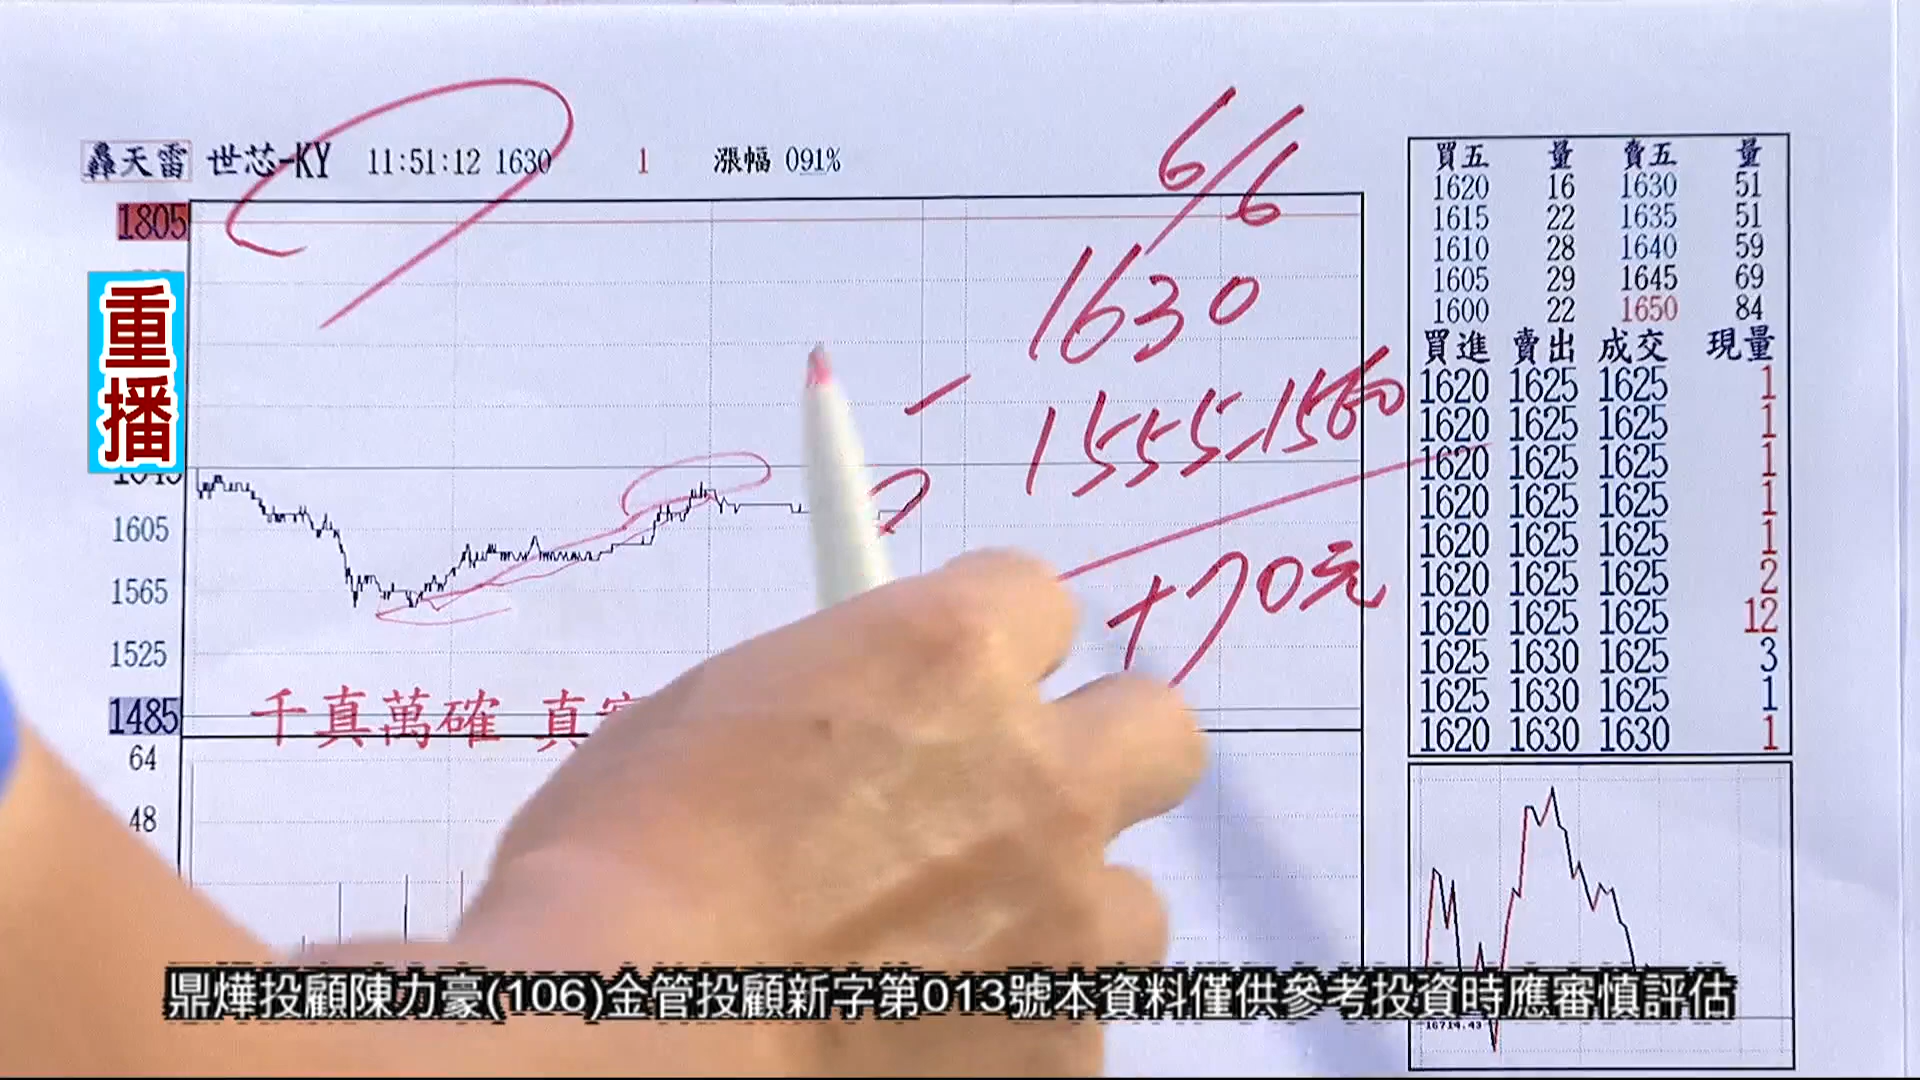 轟天雷 世芯-KY 11:51:12 1630 1 漲幅 091%
6/6
1630
1555-1560
+70元
1805
重播
1645
1605
1565
1525
1485
千真萬確 真
64
48
買五 量 賣五 量
1620 16 1630 51
1615 22 1635 51
1610 28 1640 59
1605 29 1645 69
1600 22 1650 84
買進 賣出 成交 現量
1620 1625 1625 1
1620 1625 1625 1
1620 1625 1625 1
1620 1625 1625 1
1620 1625 1625 1
1620 1625 1625 2
1620 1625 1625 12
1625 1630 1625 3
1625 1630 1625 1
1620 1630 1630 1
16714.43
鼎燁投顧陳力豪(106)金管投顧新字第013號本資料僅供參考投資時應審慎評估